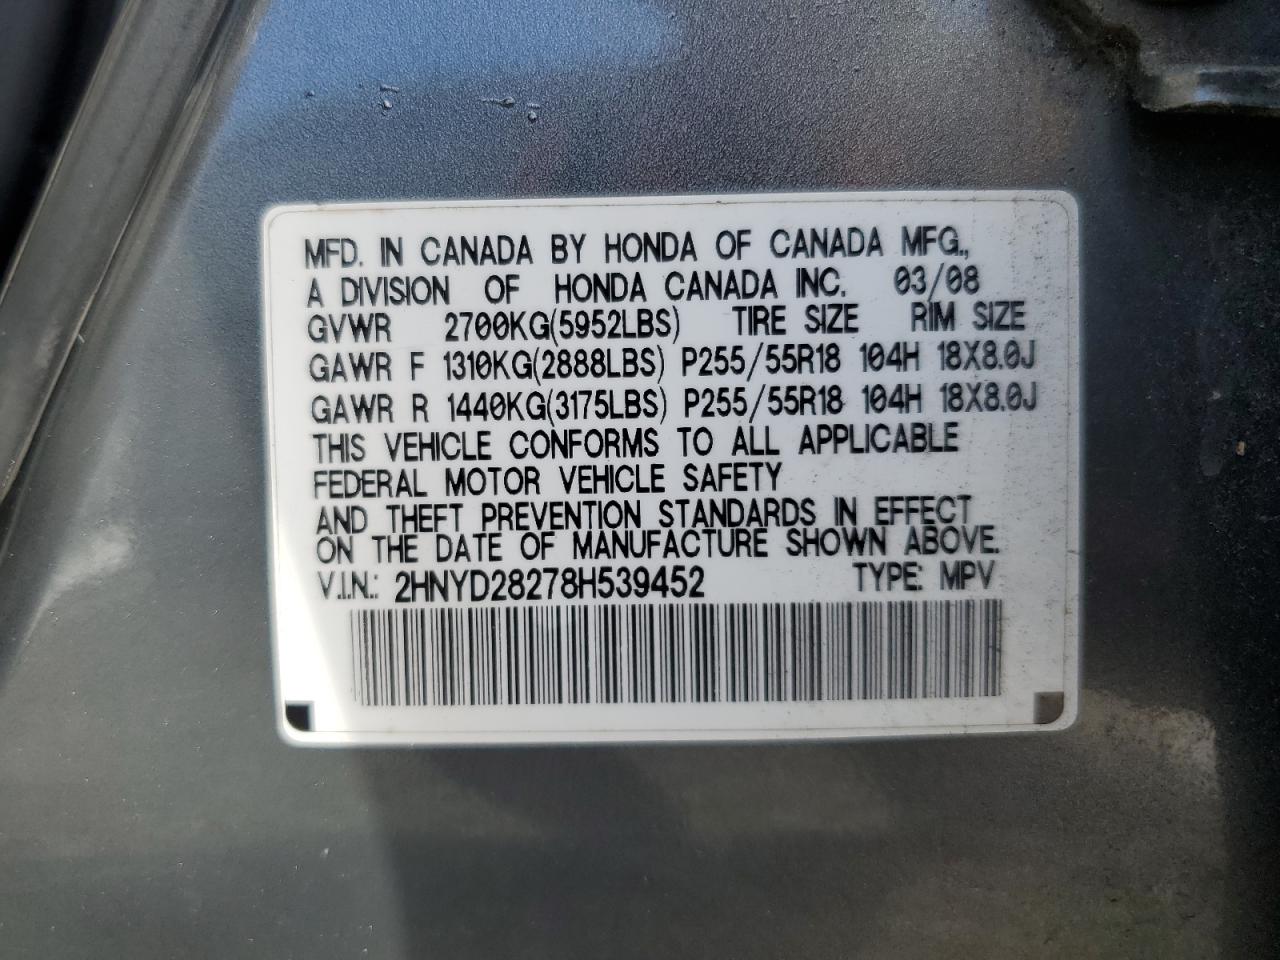 MFD. IN CANADA BY HONDA OF CANADA MFG.,
A DIVISION OF HONDA CANADA INC. 03/08
GVWR 2700KG(5952LBS) TIRE SIZE RIM SIZE
GAWR F 1310KG(2888LBS) P255/55R18 104H 18X8.0J
GAWR R 1440KG(3175LBS) P255/55R18 104H 18X8.0J
THIS VEHICLE CONFORMS TO ALL APPLICABLE
FEDERAL MOTOR VEHICLE SAFETY
AND THEFT PREVENTION STANDARDS IN EFFECT
ON THE DATE OF MANUFACTURE SHOWN ABOVE.
V.I.N.: 2HNYD28278H539452 TYPE: MPV